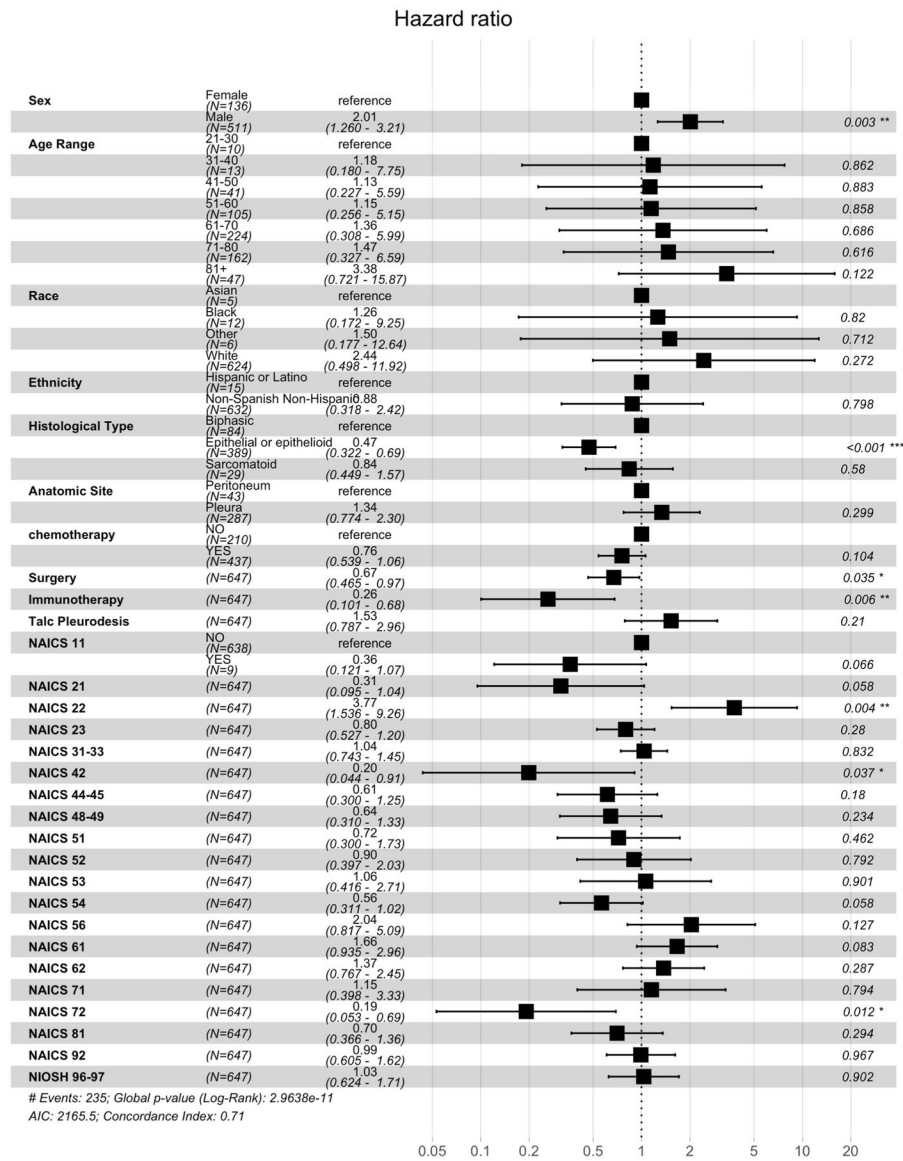 Hazard ratio
Sex Female (N=136) reference
Male (N=511) 2.01 (1.260 - 3.21) 0.003 **
Age Range 21-30 (N=10) reference
31-40 (N=13) 1.18 (0.180 - 7.75) 0.862
41-50 (N=41) 1.13 (0.227 - 5.59) 0.883
51-60 (N=105) 1.15 (0.256 - 5.15) 0.858
61-70 (N=224) 1.36 (0.308 - 5.99) 0.686
71-80 (N=162) 1.47 (0.327 - 6.59) 0.616
81+ (N=47) 3.38 (0.721 - 15.87) 0.122
Race Asian (N=5) reference
Black (N=12) 1.26 (0.172 - 9.25) 0.82
Other (N=6) 1.50 (0.177 - 12.64) 0.712
White (N=624) 2.44 (0.498 - 11.92) 0.272
Ethnicity Hispanic or Latino (N=15) reference
Non-Spanish Non-Hispanic (N=632) 0.88 (0.318 - 2.42) 0.798
Histological Type Biphasic (N=84) reference
Epithelial or epithelioid (N=389) 0.47 (0.322 - 0.69) <0.001 ***
Sarcomatoid (N=29) 0.84 (0.449 - 1.57) 0.58
Anatomic Site Peritoneum (N=43) reference
Pleura (N=287) 1.34 (0.774 - 2.30) 0.299
chemotherapy NO (N=210) reference
YES (N=437) 0.76 (0.539 - 1.06) 0.104
Surgery (N=647) 0.67 (0.465 - 0.97) 0.035 *
Immunotherapy (N=647) 0.26 (0.101 - 0.68) 0.006 **
Talc Pleurodesis (N=647) 1.53 (0.787 - 2.96) 0.21
NAICS 11 NO (N=638) reference
YES (N=9) 0.36 (0.121 - 1.07) 0.066
NAICS 21 (N=647) 0.31 (0.095 - 1.04) 0.058
NAICS 22 (N=647) 3.77 (1.536 - 9.26) 0.004 **
NAICS 23 (N=647) 0.80 (0.527 - 1.20) 0.28
NAICS 31-33 (N=647) 1.04 (0.743 - 1.45) 0.832
NAICS 42 (N=647) 0.20 (0.044 - 0.91) 0.037 *
NAICS 44-45 (N=647) 0.61 (0.300 - 1.25) 0.18
NAICS 48-49 (N=647) 0.64 (0.310 - 1.33) 0.234
NAICS 51 (N=647) 0.72 (0.300 - 1.73) 0.462
NAICS 52 (N=647) 0.90 (0.397 - 2.03) 0.792
NAICS 53 (N=647) 1.06 (0.416 - 2.71) 0.901
NAICS 54 (N=647) 0.56 (0.311 - 1.02) 0.058
NAICS 56 (N=647) 2.04 (0.817 - 5.09) 0.127
NAICS 61 (N=647) 1.66 (0.935 - 2.96) 0.083
NAICS 62 (N=647) 1.37 (0.767 - 2.45) 0.287
NAICS 71 (N=647) 1.15 (0.398 - 3.33) 0.794
NAICS 72 (N=647) 0.19 (0.053 - 0.69) 0.012 *
NAICS 81 (N=647) 0.70 (0.366 - 1.36) 0.294
NAICS 92 (N=647) 0.99 (0.605 - 1.62) 0.967
NIOSH 96-97 (N=647) 1.03 (0.624 - 1.71) 0.902
# Events: 235; Global p-value (Log-Rank): 2.9638e-11
AIC: 2165.5; Concordance Index: 0.71
0.05 0.1 0.2 0.5 1 2 5 10 20